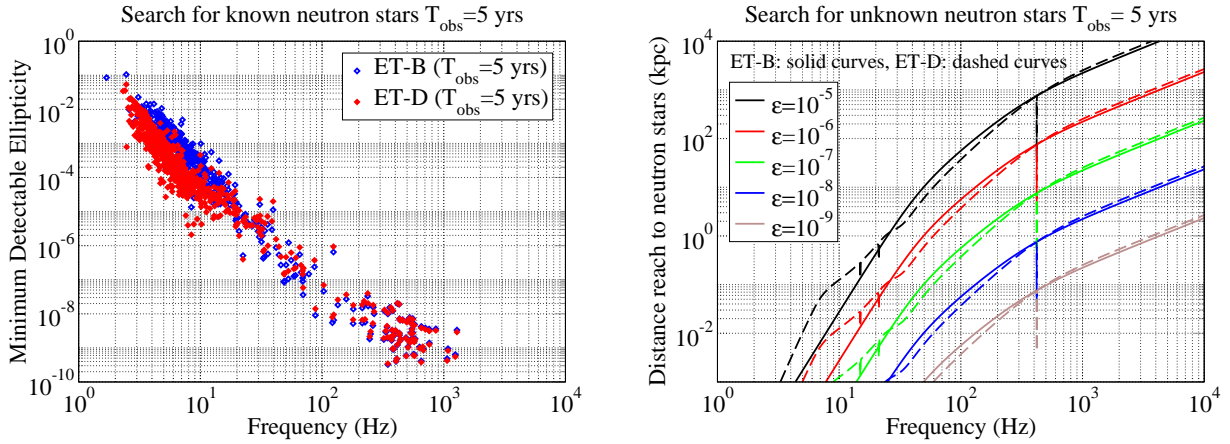 Search for known neutron stars T_obs=5 yrs
Minimum Detectable Ellipticity
10^0
10^-2
10^-4
10^-6
10^-8
10^-10
ET-B (T_obs=5 yrs)
ET-D (T_obs=5 yrs)
10^0 10^1 10^2 10^3 10^4
Frequency (Hz)
Search for unknown neutron stars T_obs= 5 yrs
Distance reach to neutron stars (kpc)
10^4
10^2
10^0
10^-2
ET-B: solid curves, ET-D: dashed curves
ε=10^-5
ε=10^-6
ε=10^-7
ε=10^-8
ε=10^-9
10^0 10^1 10^2 10^3 10^4
Frequency (Hz)